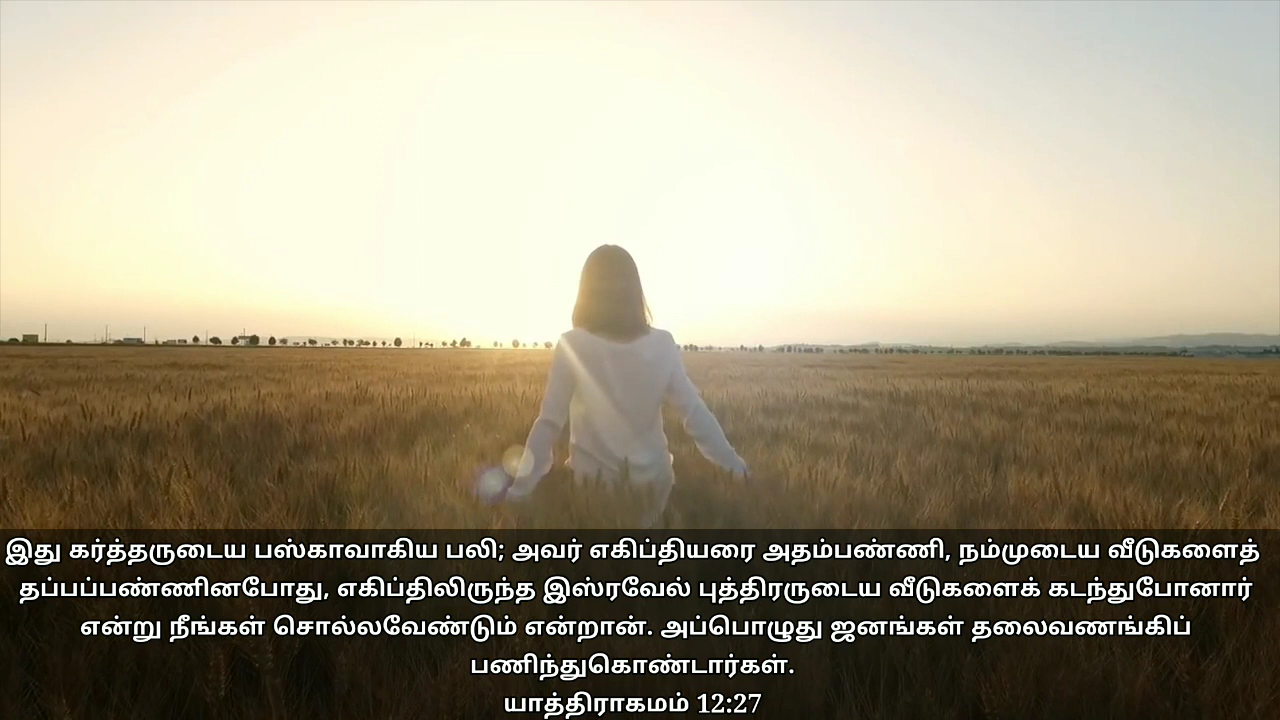 இது கர்த்தருடைய பஸ்காவாகிய பலி; அவர் எகிப்தியரை அதம்பண்ணி, நம்முடைய வீடுகளைத்
தப்பப்பண்ணினபோது, எகிப்திலிருந்த இஸ்ரவேல் புத்திரருடைய வீடுகளைக் கடந்துபோனார்
என்று நீங்கள் சொல்லவேண்டும் என்றான். அப்பொழுது ஜனங்கள் தலைவணங்கிப்
பணிந்துகொண்டார்கள்.
யாத்திராகமம் 12:27